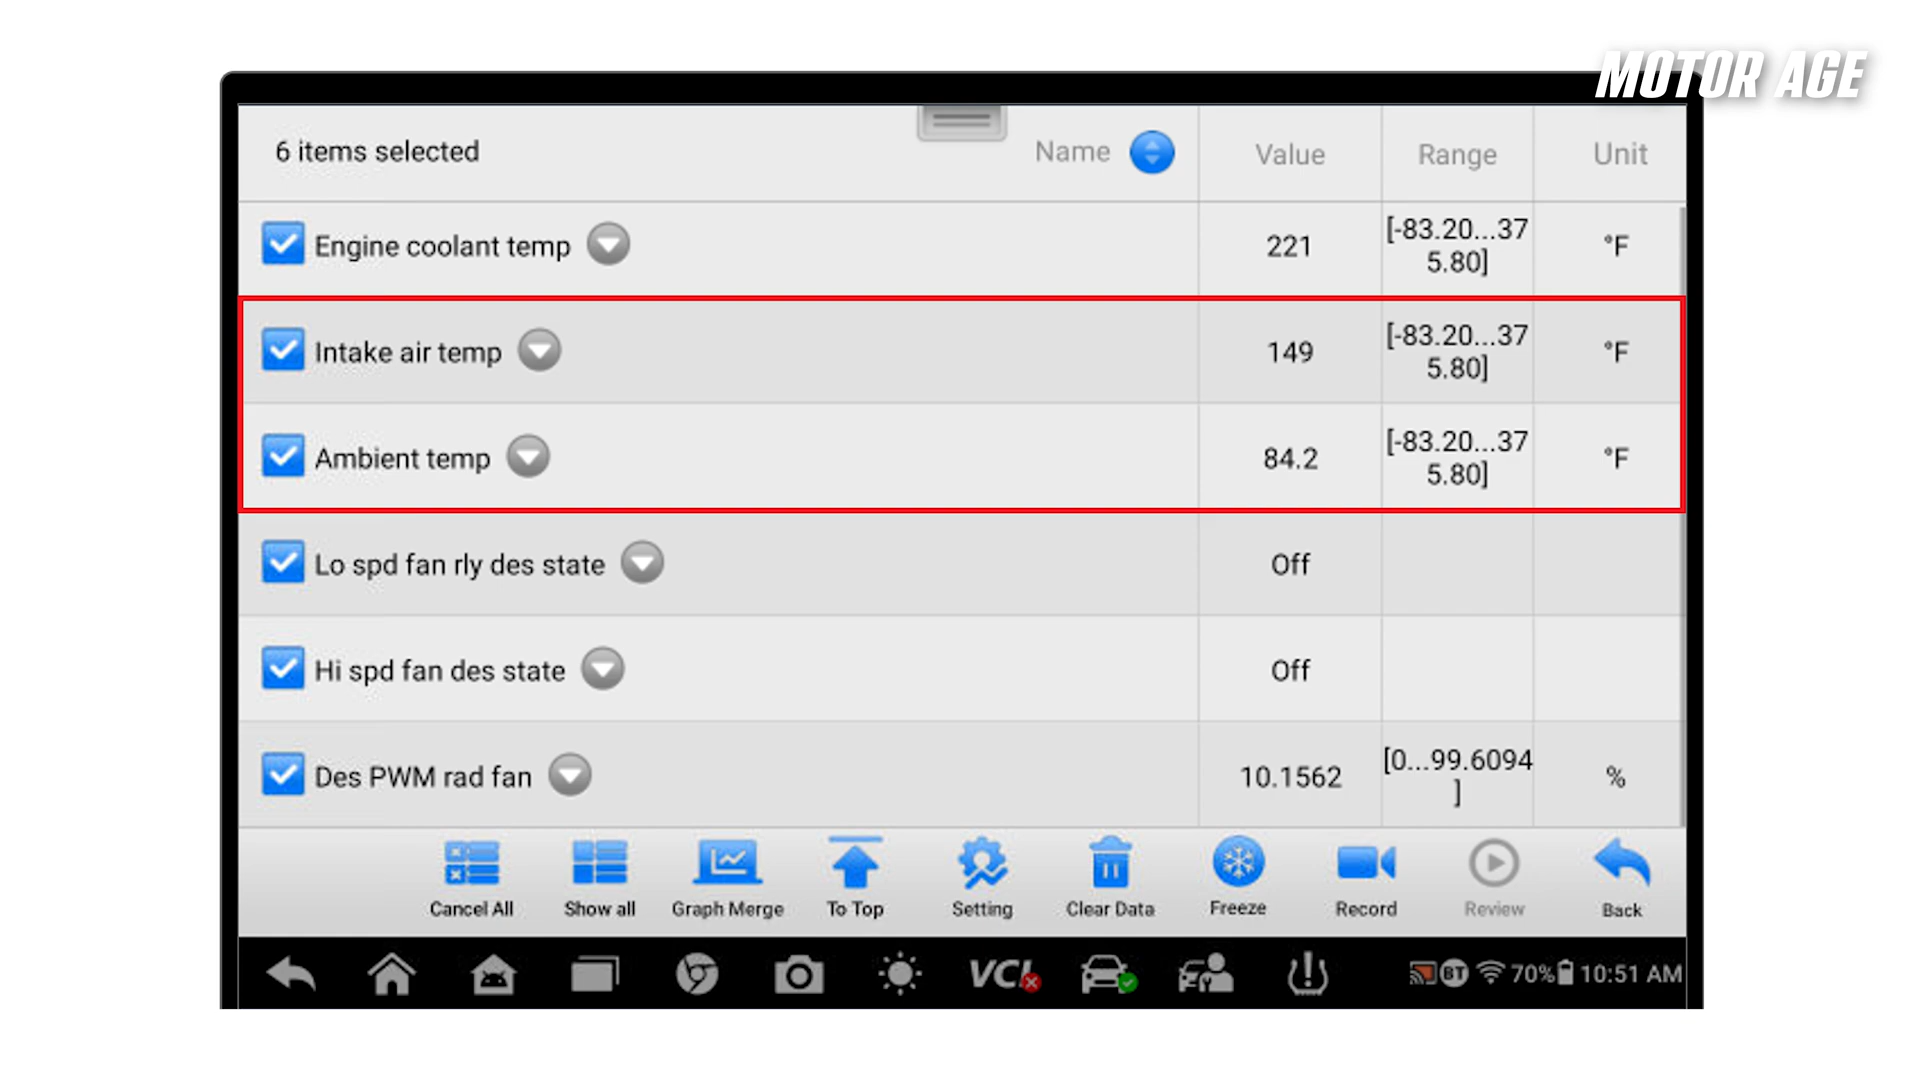 MOTOR AGE
6 items selected Name Value Range Unit
Engine coolant temp 221 [-83.20...37
5.80] °F
Intake air temp 149 [-83.20...37
5.80] °F
Ambient temp 84.2 [-83.20...37
5.80] °F
Lo spd fan rly des state Off
Hi spd fan des state Off
Des PWM rad fan 10.1562 [0...99.6094
] %
Cancel All Show all Graph Merge To Top Setting Clear Data Freeze Record Review Back
VCI BT 70% 10:51 AM